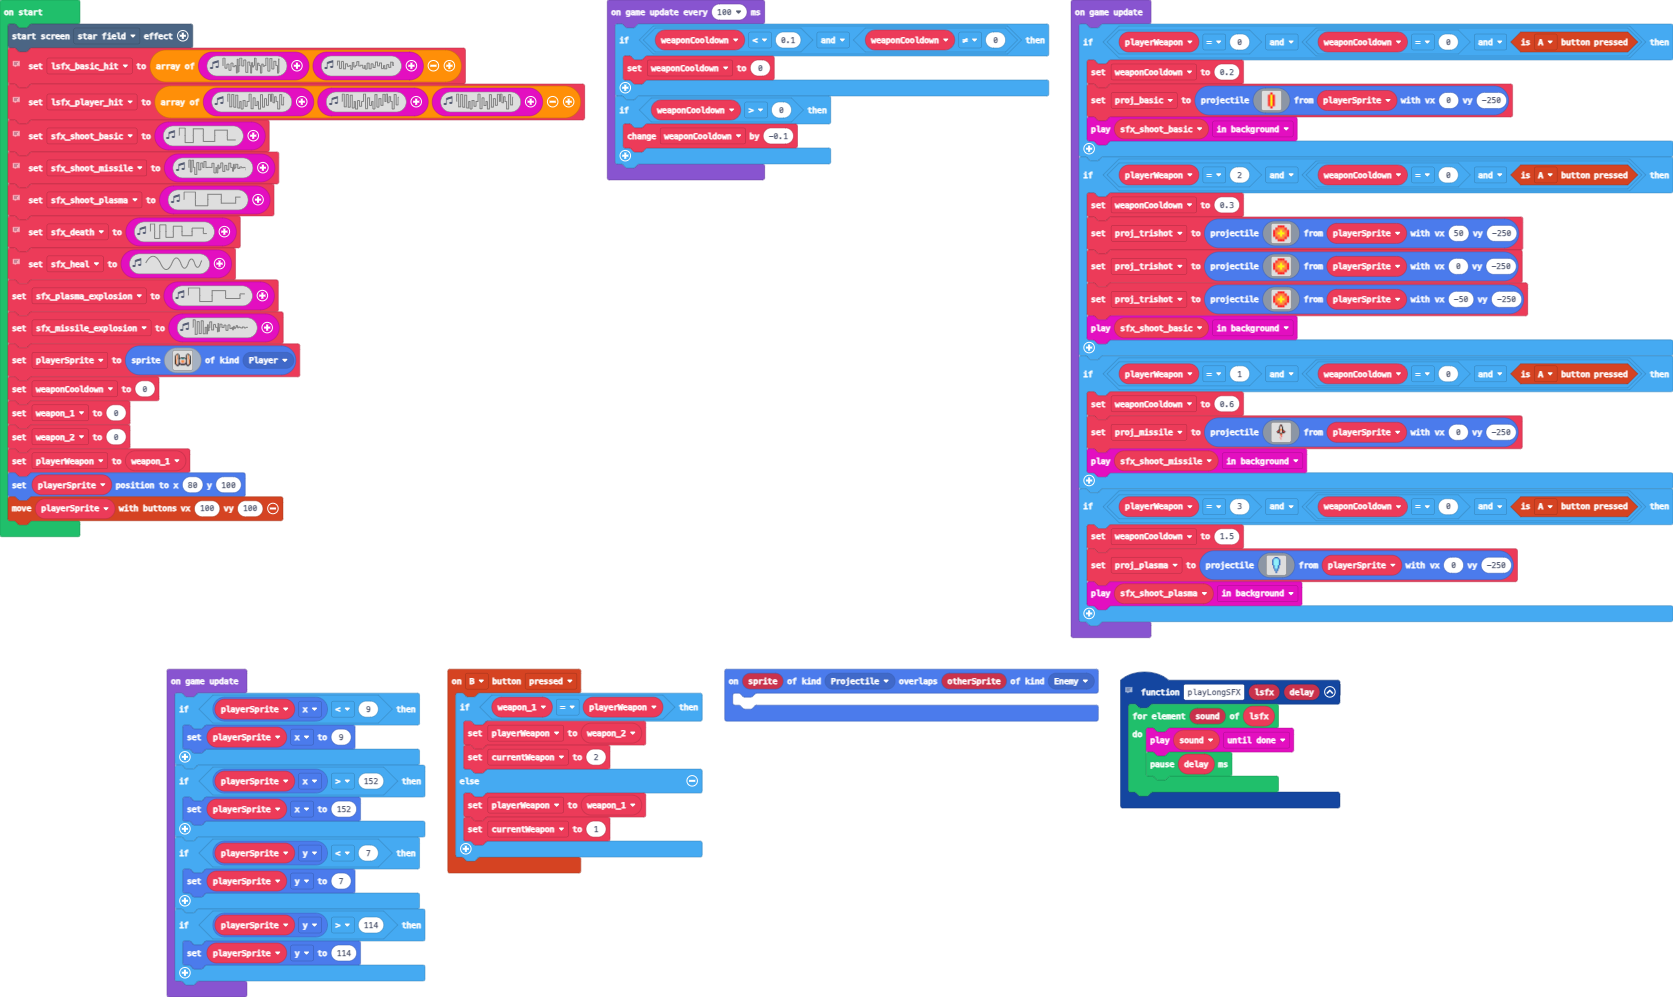 on start
start screen star field effect
set lsfx_basic_hit to array of
set lsfx_player_hit to array of
set sfx_shoot_basic to
set sfx_shoot_missile to
set sfx_shoot_plasma to
set sfx_death to
set sfx_heal to
set sfx_plasma_explosion to
set sfx_missile_explosion to
set playerSprite to sprite of kind Player
set weaponCooldown to 0
set weapon_1 to 0
set weapon_2 to 0
set playerWeapon to weapon_1
set playerSprite position to x 80 y 100
move playerSprite with buttons vx 100 vy 100
on game update every 100 ms
if weaponCooldown < 0.1 and weaponCooldown ≠ 0 then
set weaponCooldown to 0
if weaponCooldown > 0 then
change weaponCooldown by -0.1
on game update
if playerWeapon = 0 and weaponCooldown = 0 and is A button pressed then
set weaponCooldown to 0.2
set proj_basic to projectile from playerSprite with vx 0 vy -250
play sfx_shoot_basic in background
if playerWeapon = 2 and weaponCooldown = 0 and is A button pressed then
set weaponCooldown to 0.3
set proj_trishot to projectile from playerSprite with vx 50 vy -250
set proj_trishot to projectile from playerSprite with vx 0 vy -250
set proj_trishot to projectile from playerSprite with vx -50 vy -250
play sfx_shoot_basic in background
if playerWeapon = 1 and weaponCooldown = 0 and is A button pressed then
set weaponCooldown to 0.6
set proj_missile to projectile from playerSprite with vx 0 vy -250
play sfx_shoot_missile in background
if playerWeapon = 3 and weaponCooldown = 0 and is A button pressed then
set weaponCooldown to 1.5
set proj_plasma to projectile from playerSprite with vx 0 vy -250
play sfx_shoot_plasma in background
on game update
if playerSprite x < 9 then
set playerSprite x to 9
if playerSprite x > 152 then
set playerSprite x to 152
if playerSprite y < 7 then
set playerSprite y to 7
if playerSprite y > 114 then
set playerSprite y to 114
on B button pressed
if weapon_1 = playerWeapon then
set playerWeapon to weapon_2
set currentWeapon to 2
else
set playerWeapon to weapon_1
set currentWeapon to 1
on sprite of kind Projectile overlaps otherSprite of kind Enemy
function playLongSFX lsfx delay
for element sound of lsfx
do play sound until done
pause delay ms